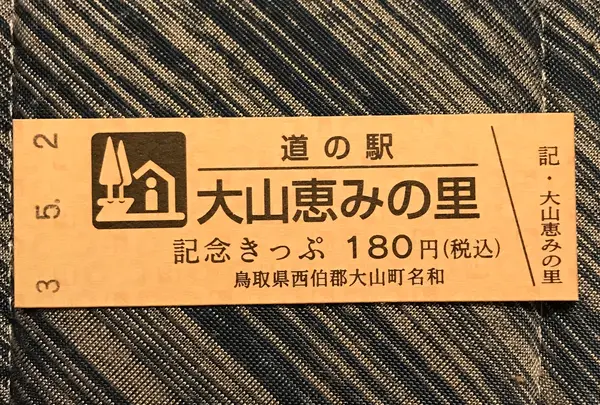 3. 5. 2
道の駅
大山恵みの里
記念きっぷ 180円(税込)
鳥取県西伯郡大山町名和
記・大山恵みの里